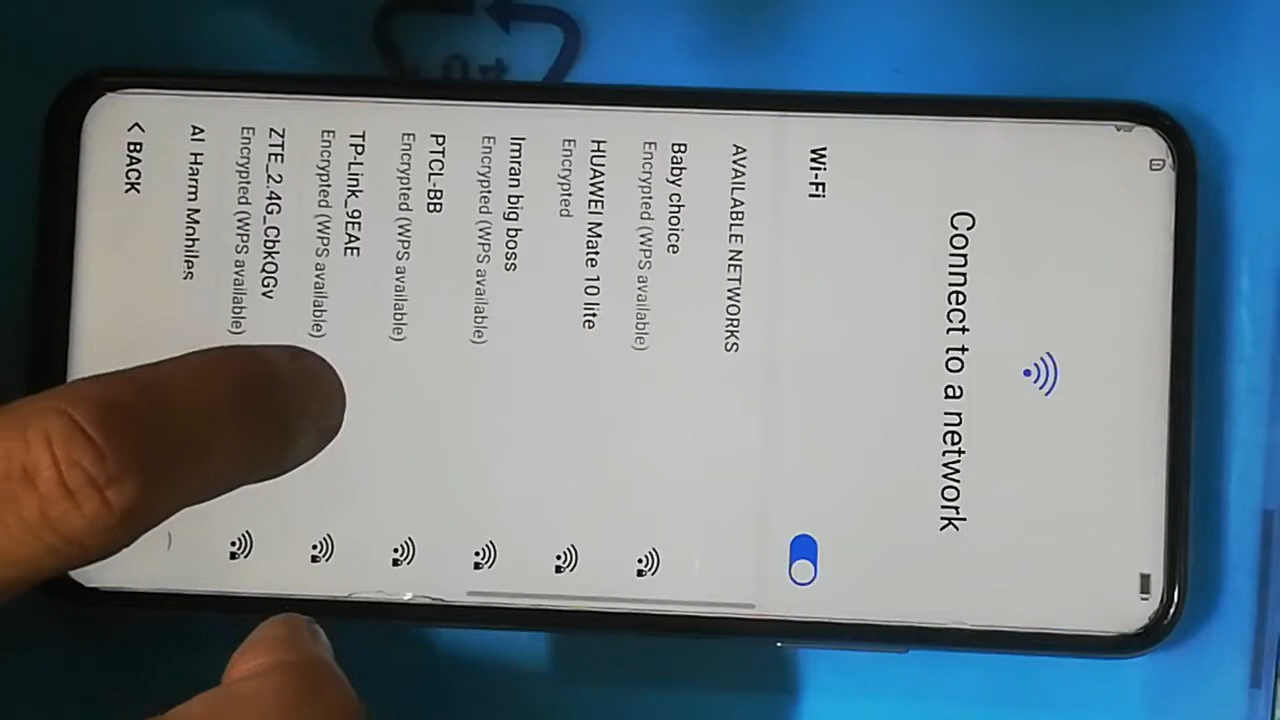 Connect to a network
Wi-Fi
AVAILABLE NETWORKS
Baby choice
Encrypted (WPS available)
HUAWEI Mate 10 lite
Encrypted
Imran big boss
Encrypted (WPS available)
PTCL-BB
Encrypted (WPS available)
TP-Link_9EAE
Encrypted (WPS available)
ZTE_2.4G_CbkQGv
Encrypted (WPS available)
Al Harm Mobiles
< BACK